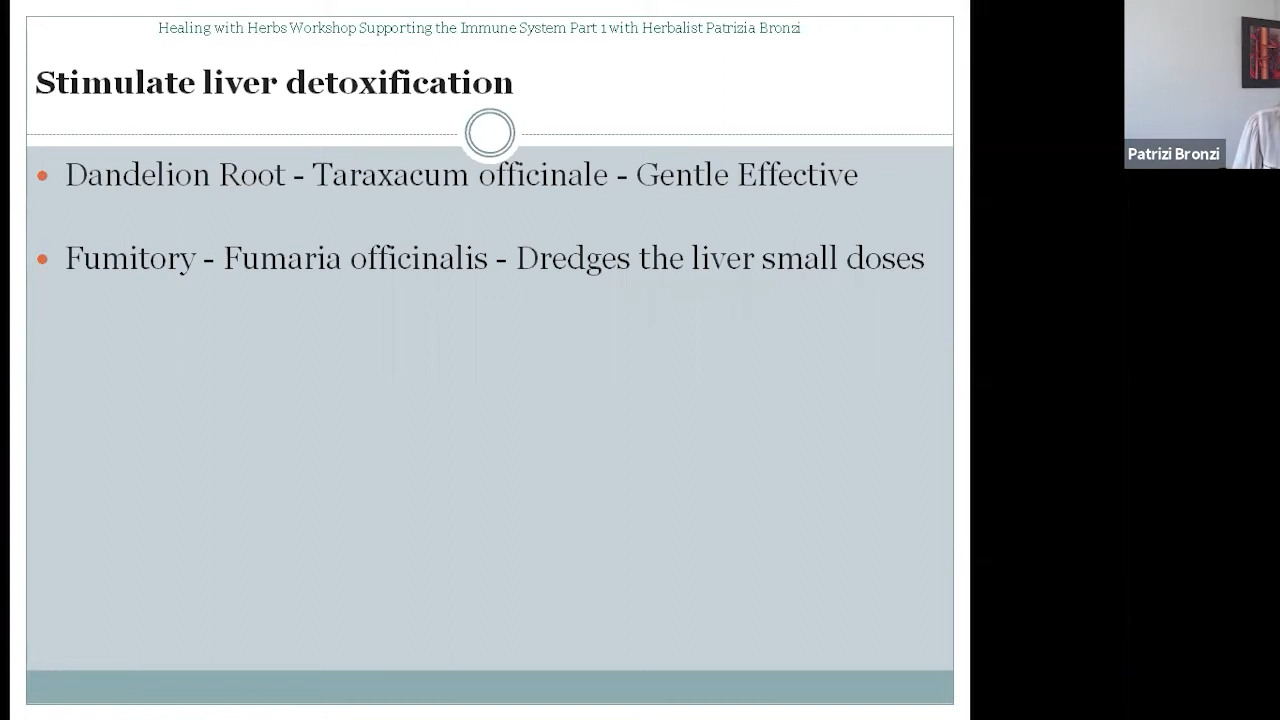 Healing with Herbs Workshop Supporting the Immune System Part 1 with Herbalist Patrizia Bronzi
Stimulate liver detoxification
Dandelion Root - Taraxacum officinale - Gentle Effective
Fumitory - Fumaria officinalis - Dredges the liver small doses
Patrizi Bronzi